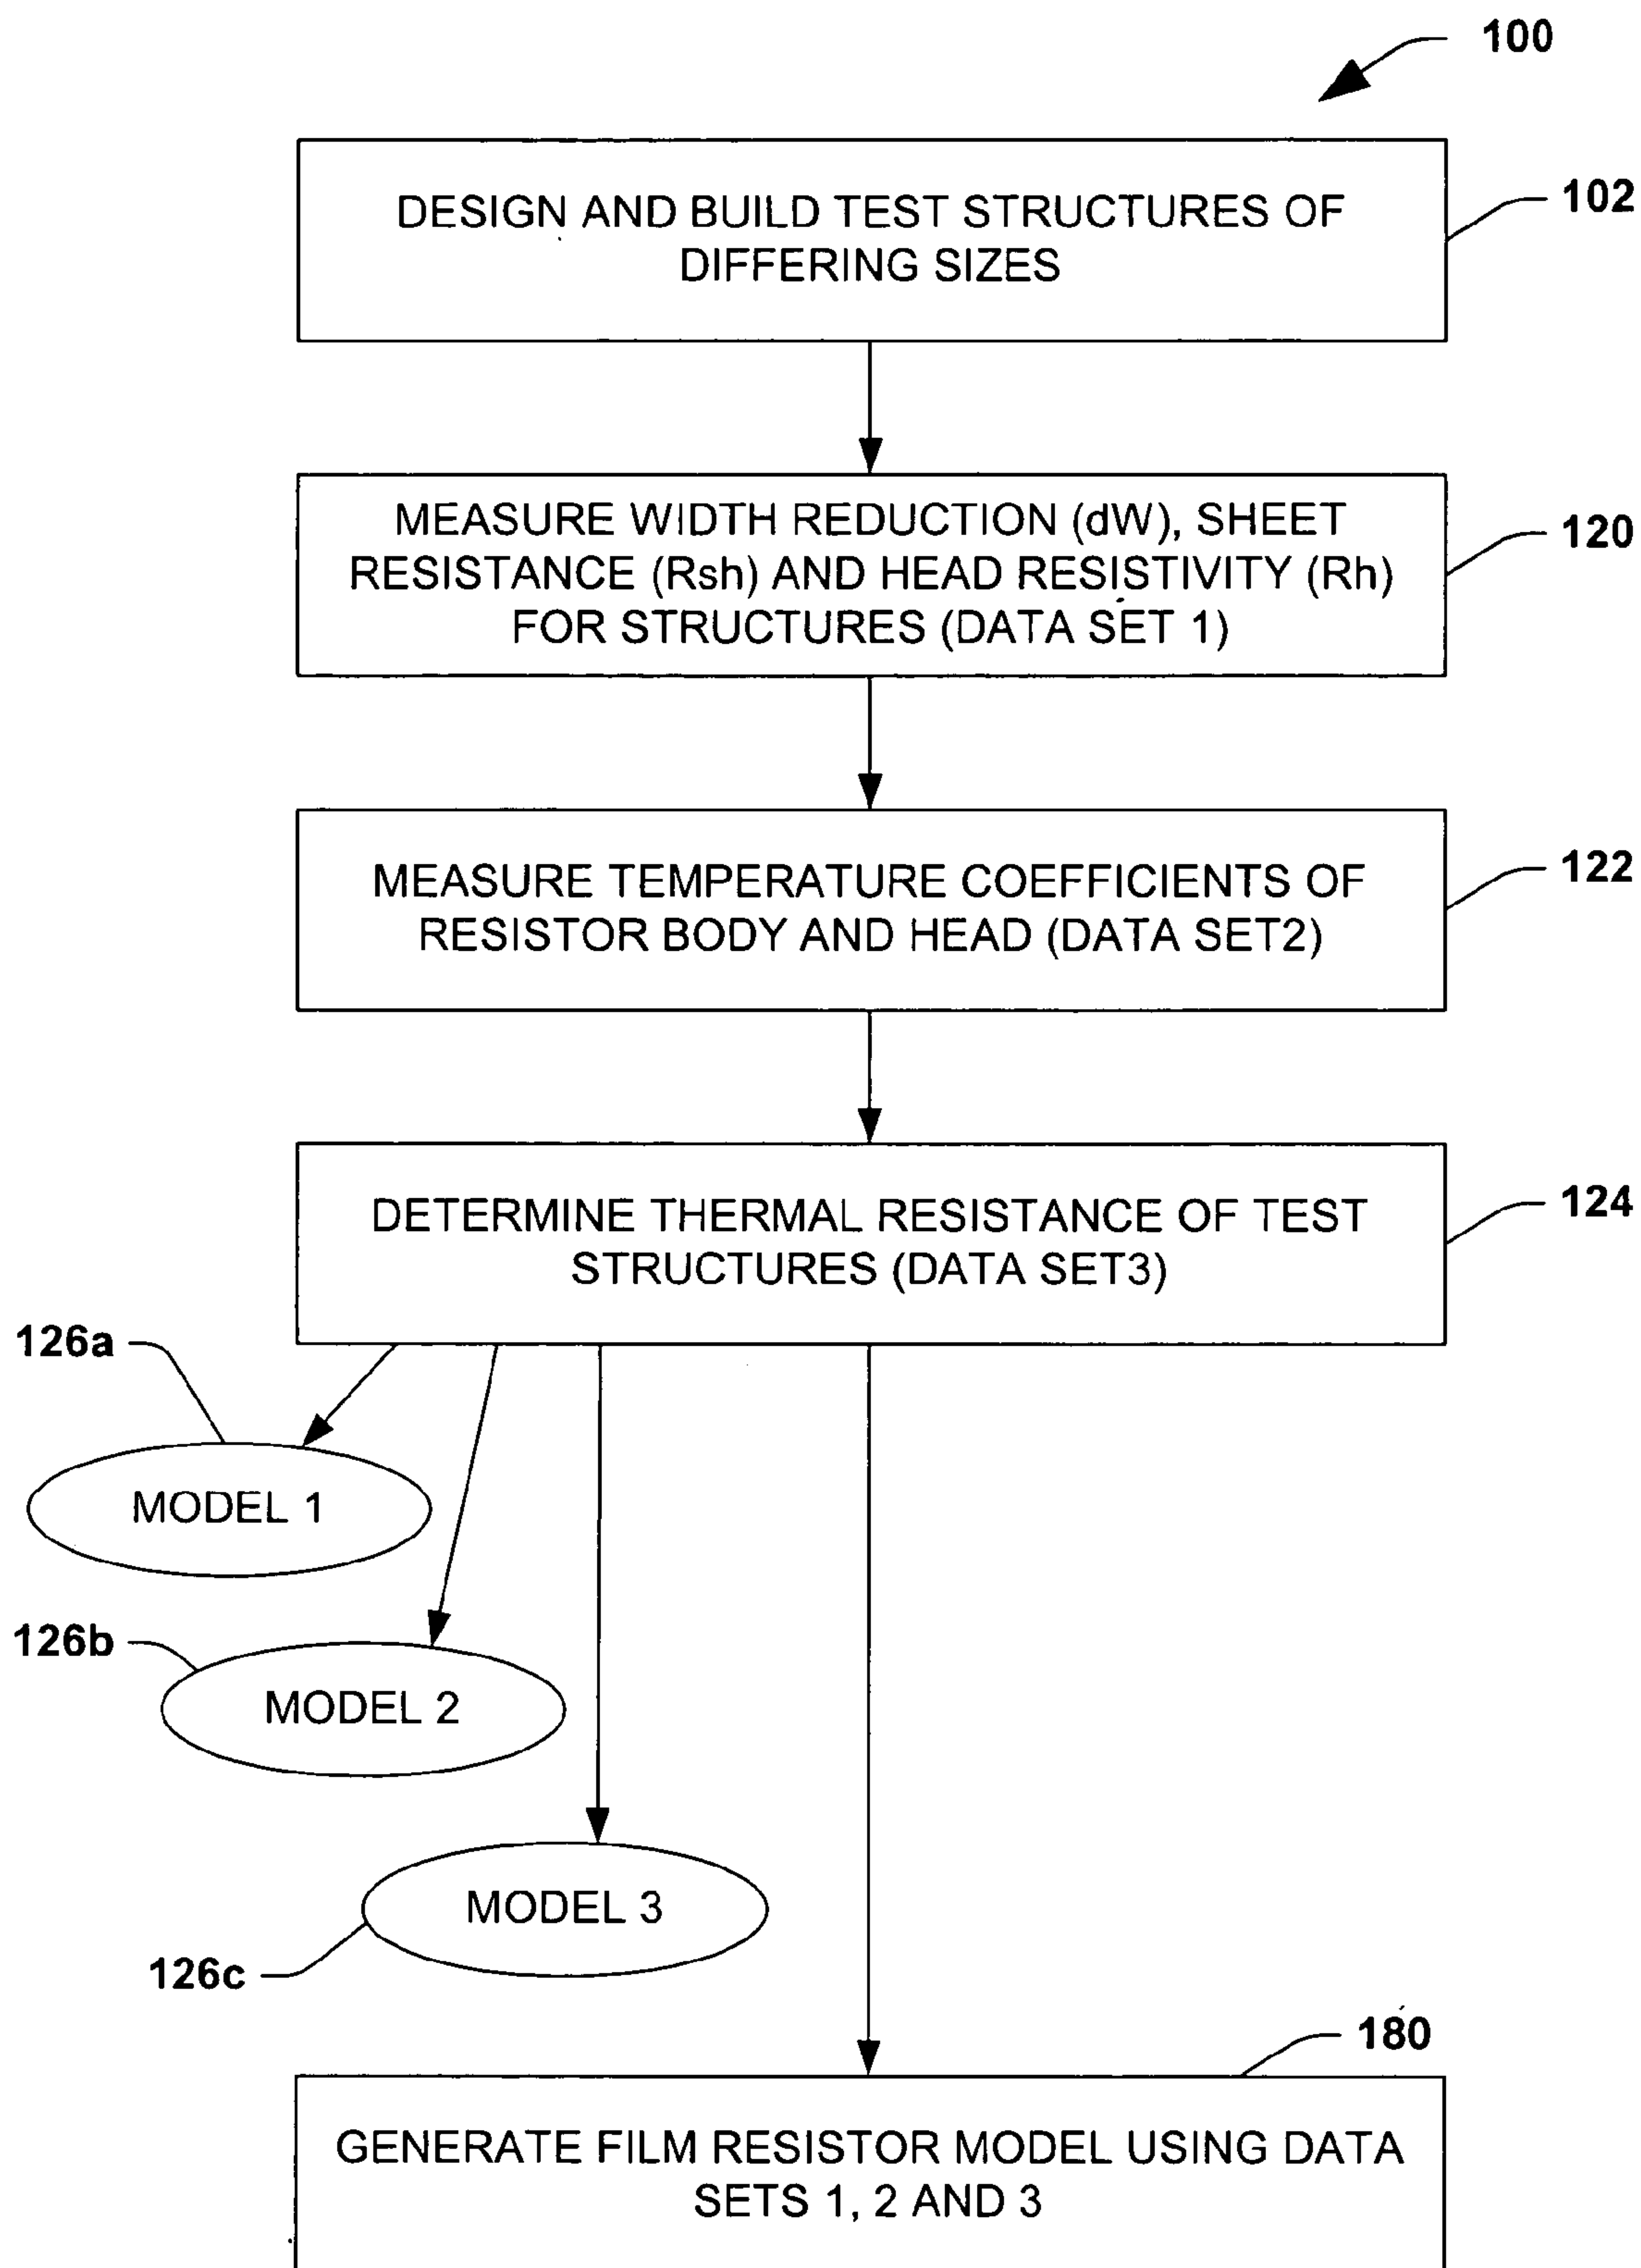 100
DESIGN AND BUILD TEST STRUCTURES OF
DIFFERING SIZES
102
MEASURE WIDTH REDUCTION (dW), SHEET
RESISTANCE (Rsh) AND HEAD RESISTIVITY (Rh)
FOR STRUCTURES (DATA SET 1)
120
MEASURE TEMPERATURE COEFFICIENTS OF
RESISTOR BODY AND HEAD (DATA SET2)
122
DETERMINE THERMAL RESISTANCE OF TEST
STRUCTURES (DATA SET3)
124
126a
MODEL 1
126b
MODEL 2
MODEL 3
126c
180
GENERATE FILM RESISTOR MODEL USING DATA
SETS 1, 2 AND 3